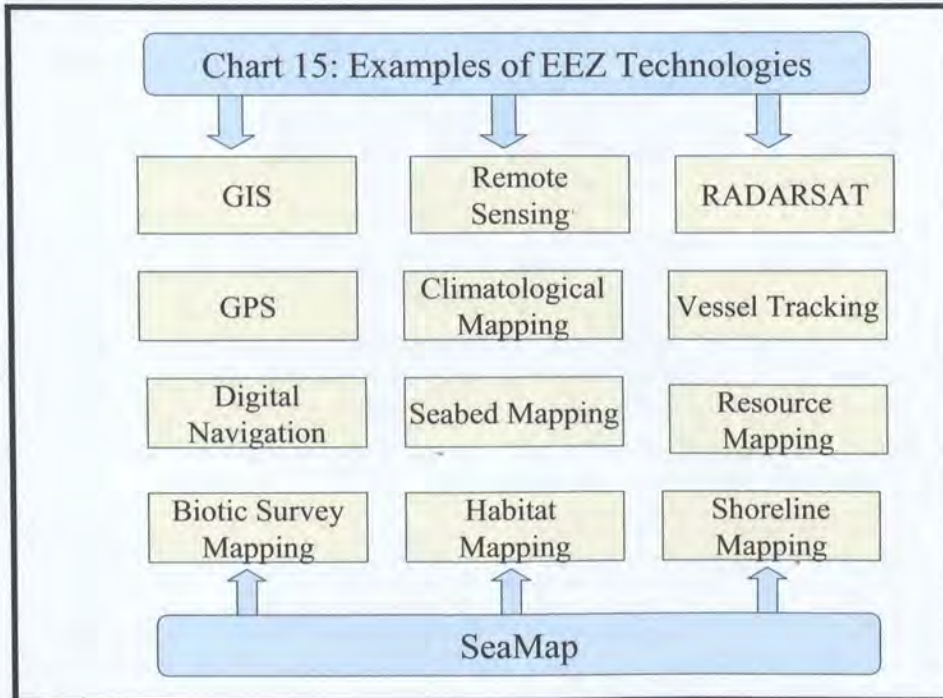 Chart 15: Examples of EEZ Technologies
GIS
Remote
Sensing
RADARSAT
GPS
Climatological
Mapping
Vessel Tracking
Digital
Navigation
Seabed Mapping
Resource
Mapping
Biotic Survey
Mapping
Habitat
Mapping
Shoreline
Mapping
SeaMap